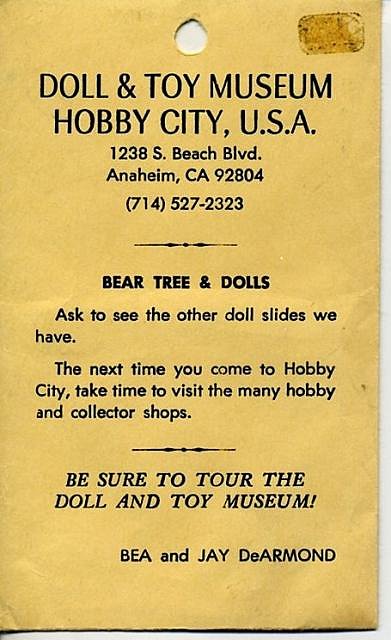 DOLL & TOY MUSEUM
HOBBY CITY, U.S.A.
1238 S. Beach Blvd.
Anaheim, CA 92804
(714) 527-2323
BEAR TREE & DOLLS
Ask to see the other doll slides we
have.
The next time you come to Hobby
City, take time to visit the many hobby
and collector shops.
BE SURE TO TOUR THE
DOLL AND TOY MUSEUM!
BEA and JAY DeARMOND